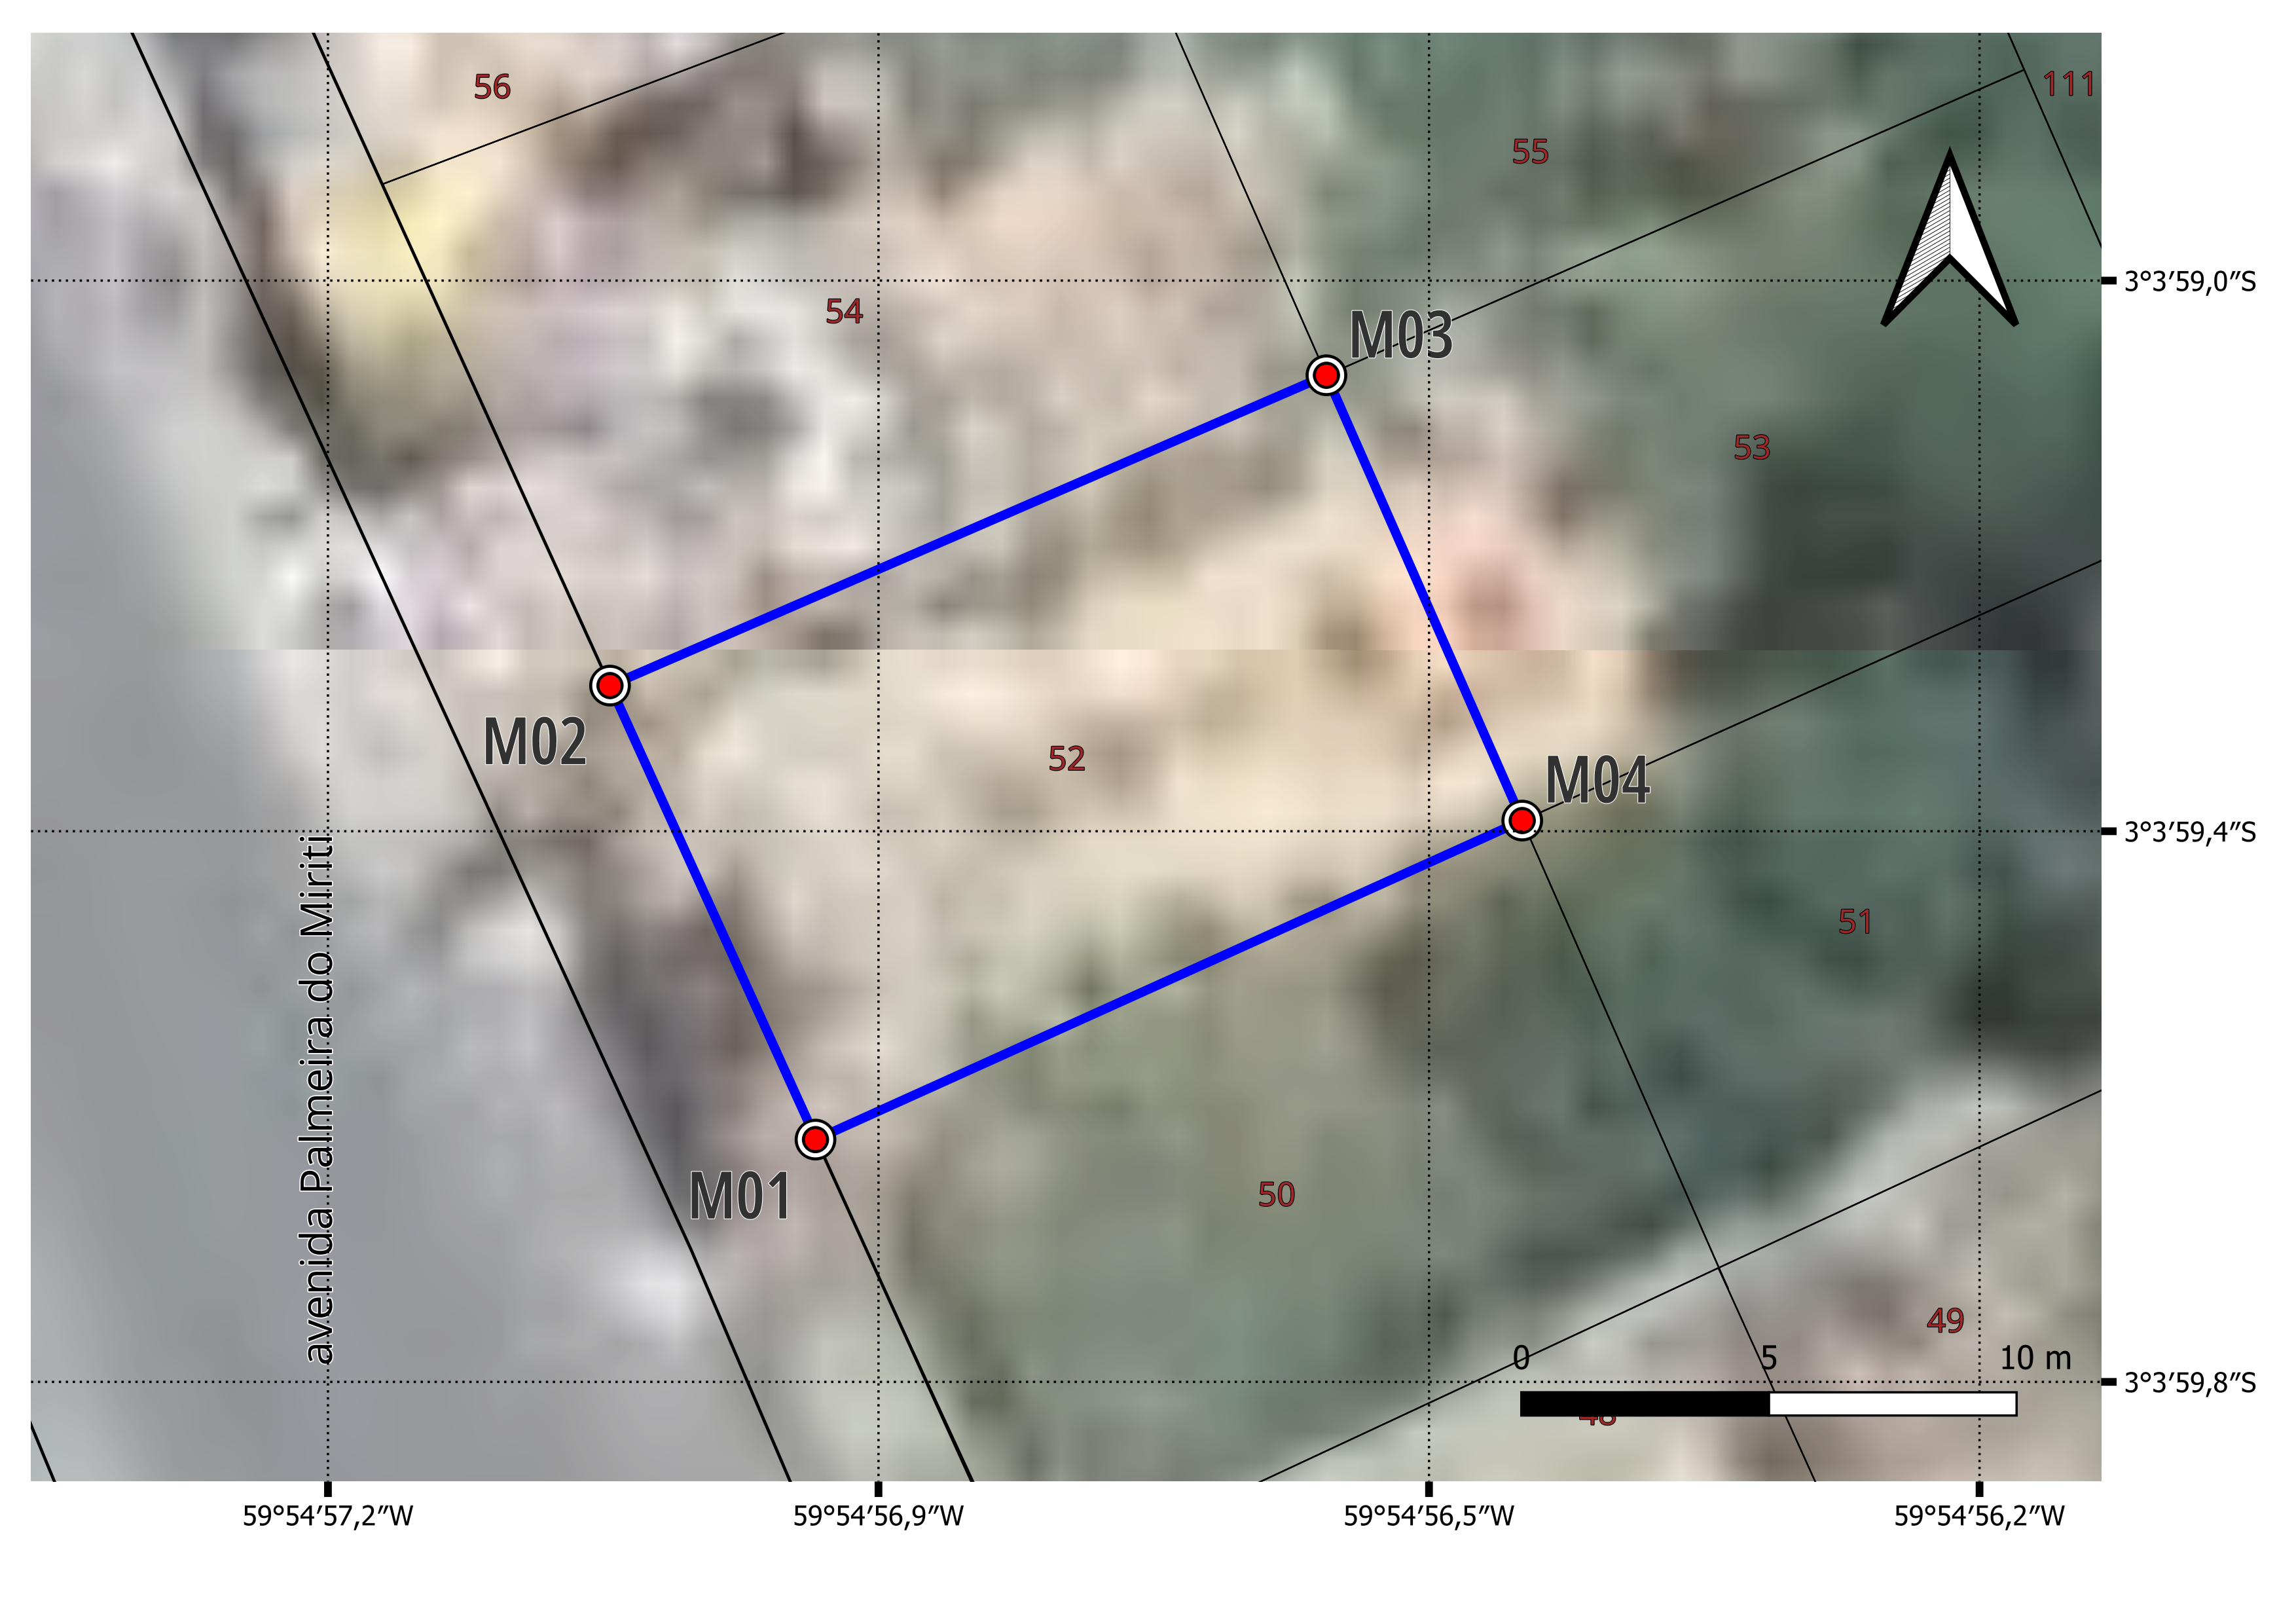 56
111
55
3°3′59,0″S
54
M03
53
M02
52
M04
3°3′59,4″S
avenida Palmeira do Miriti
51
M01
50
49
0 5 10 m
3°3′59,8″S
48
59°54′57,2″W 59°54′56,9″W 59°54′56,5″W 59°54′56,2″W